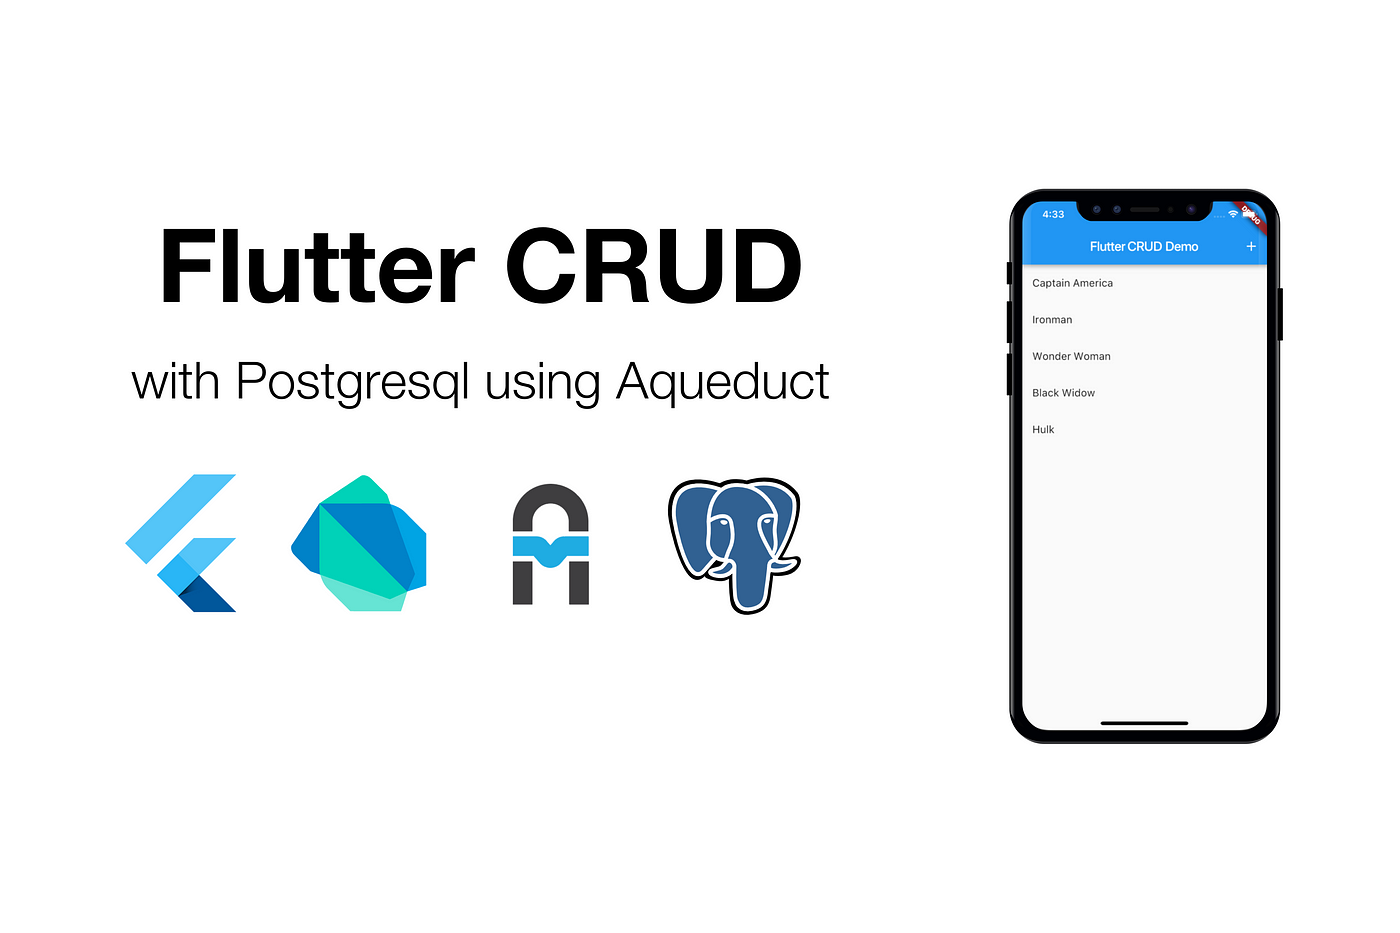 Flutter CRUD
with Postgresql using Aqueduct
4:33
DEBUG
Flutter CRUD Demo +
Captain America
Ironman
Wonder Woman
Black Widow
Hulk